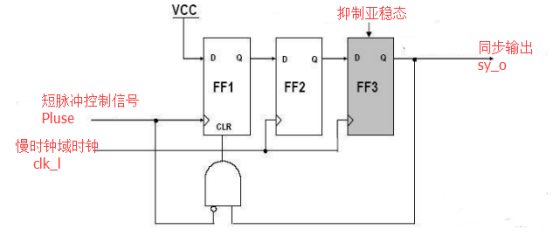 抑制亚稳态
VCC
同步输出
sy_o
D Q
D Q
D Q
FF1
FF2
FF3
短脉冲控制信号
Pluse
CLR
慢时钟域时钟
clk_l